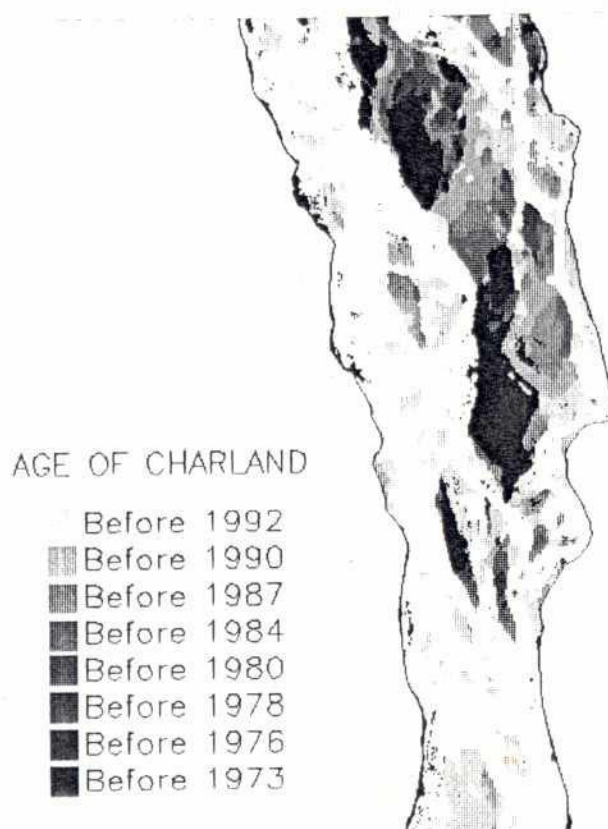 AGE OF CHARLAND
Before 1992
Before 1990
Before 1987
Before 1984
Before 1980
Before 1978
Before 1976
Before 1973